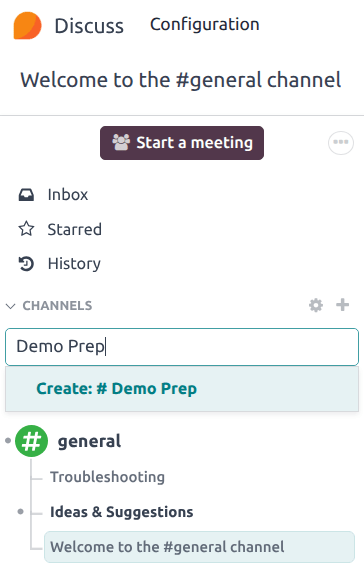 Discuss Configuration
Welcome to the #general channel
Start a meeting
Inbox
Starred
History
CHANNELS
Demo Prep
Create: # Demo Prep
# general
Troubleshooting
Ideas & Suggestions
Welcome to the #general channel